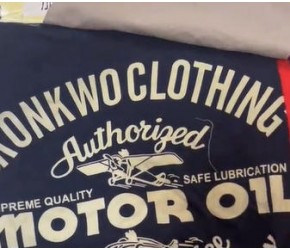 RONKWO CLOTHING
Authorized
SAFE LUBRICATION
PREME QUALITY
MOTOR OIL